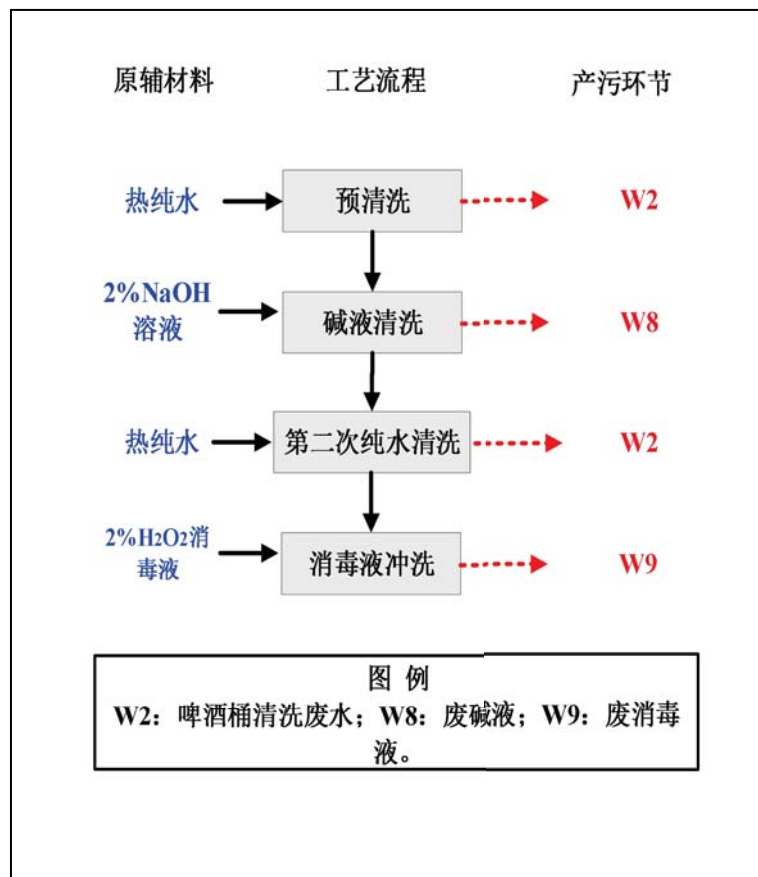 原辅材料 工艺流程 产污环节
热纯水 预清洗 W2
2%NaOH
溶液 碱液清洗 W8
热纯水 第二次纯水清洗 W2
2%H2O2消
毒液 消毒液冲洗 W9
图 例
W2：啤酒桶清洗废水；W8：废碱液；W9：废消毒
液。